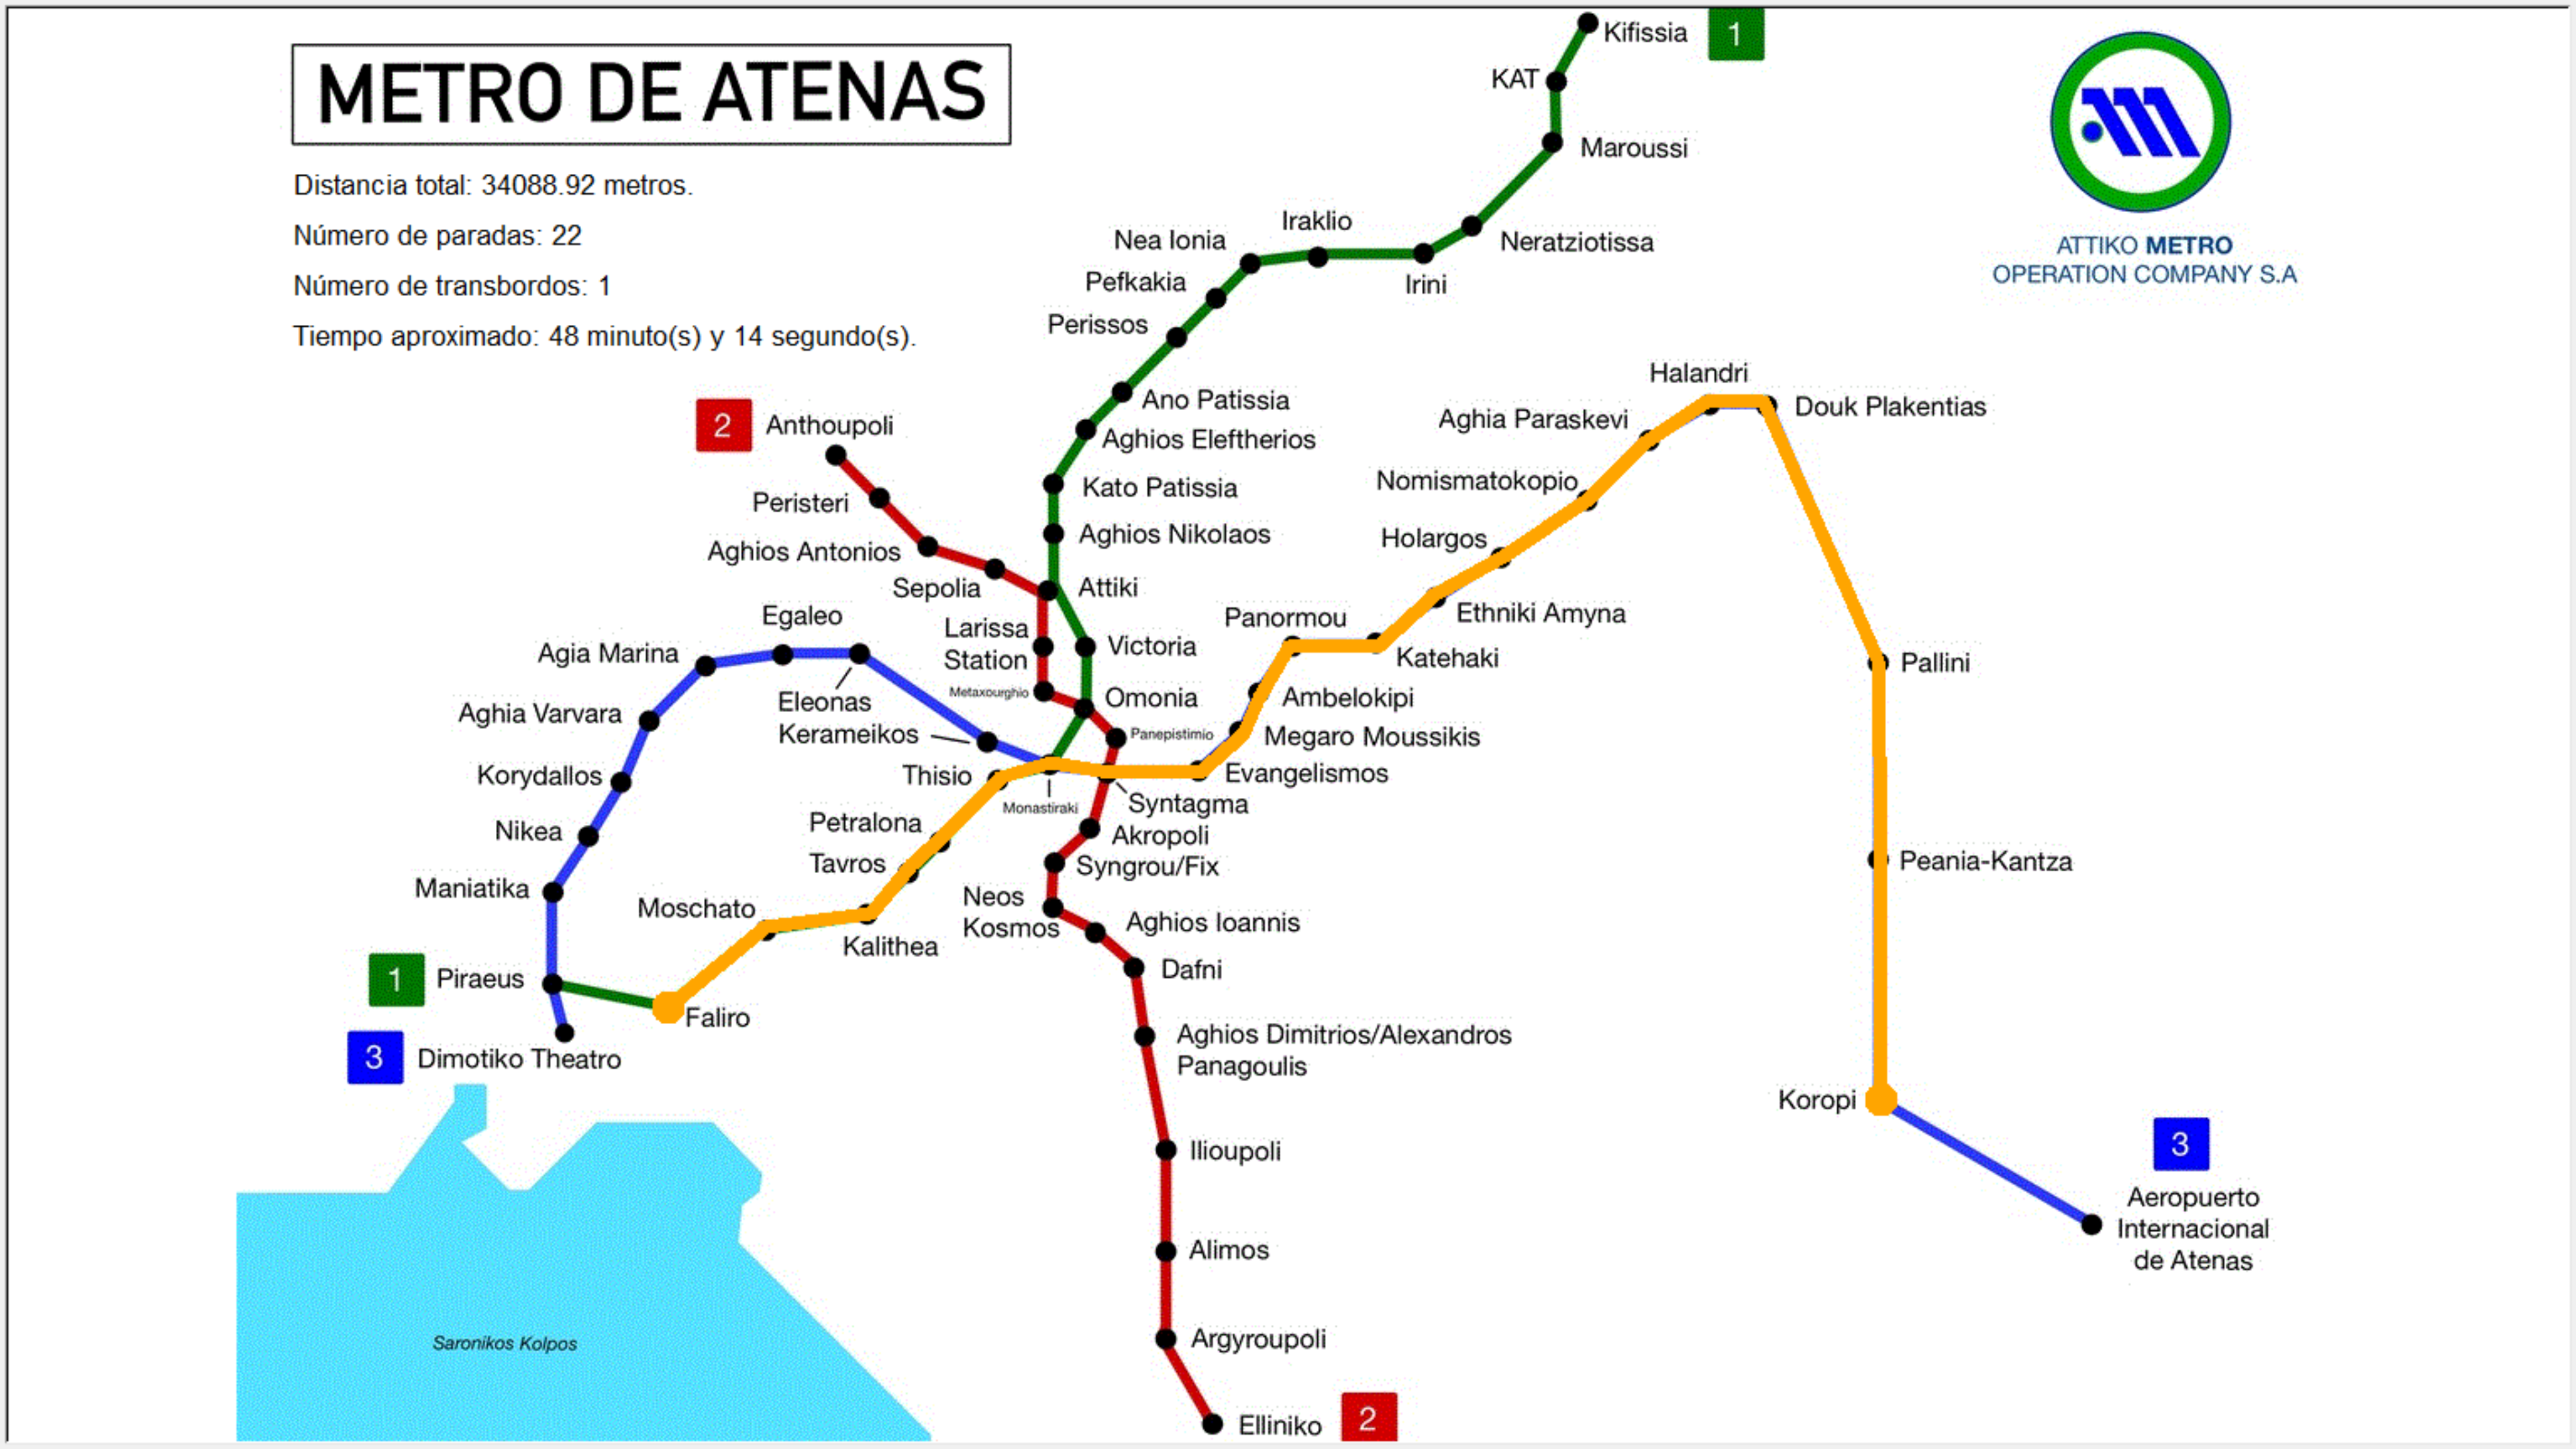 METRO DE ATENAS
Distancia total: 34088.92 metros.
Número de paradas: 22
Número de transbordos: 1
Tiempo aproximado: 48 minuto(s) y 14 segundo(s).
Kifissia
1
KAT
Maroussi
Neratziotissa
Irini
Iraklio
Nea Ionia
Pefkakia
Perissos
Ano Patissia
Aghios Eleftherios
Kato Patissia
Aghios Nikolaos
Attiki
Victoria
Omonia
ATTIKO METRO
OPERATION COMPANY S.A
2
Anthoupoli
Peristeri
Aghios Antonios
Sepolia
Larissa
Station
Metaxourghio
Panepistimio
Halandri
Douk Plakentias
Aghia Paraskevi
Nomismatokopio
Holargos
Ethniki Amyna
Katehaki
Panormou
Ambelokipi
Megaro Moussikis
Evangelismos
Syntagma
Monastiraki
Pallini
Peania-Kantza
Koropi
3
Aeropuerto
Internacional
de Atenas
Egaleo
Agia Marina
Eleonas
Kerameikos
Aghia Varvara
Korydallos
Nikea
Maniatika
Thisio
Petralona
Tavros
Moschato
Kalithea
1
Piraeus
Faliro
3
Dimotiko Theatro
Akropoli
Syngrou/Fix
Neos
Kosmos
Aghios Ioannis
Dafni
Aghios Dimitrios/Alexandros
Panagoulis
Ilioupoli
Alimos
Argyroupoli
Elliniko
2
Saronikos Kolpos